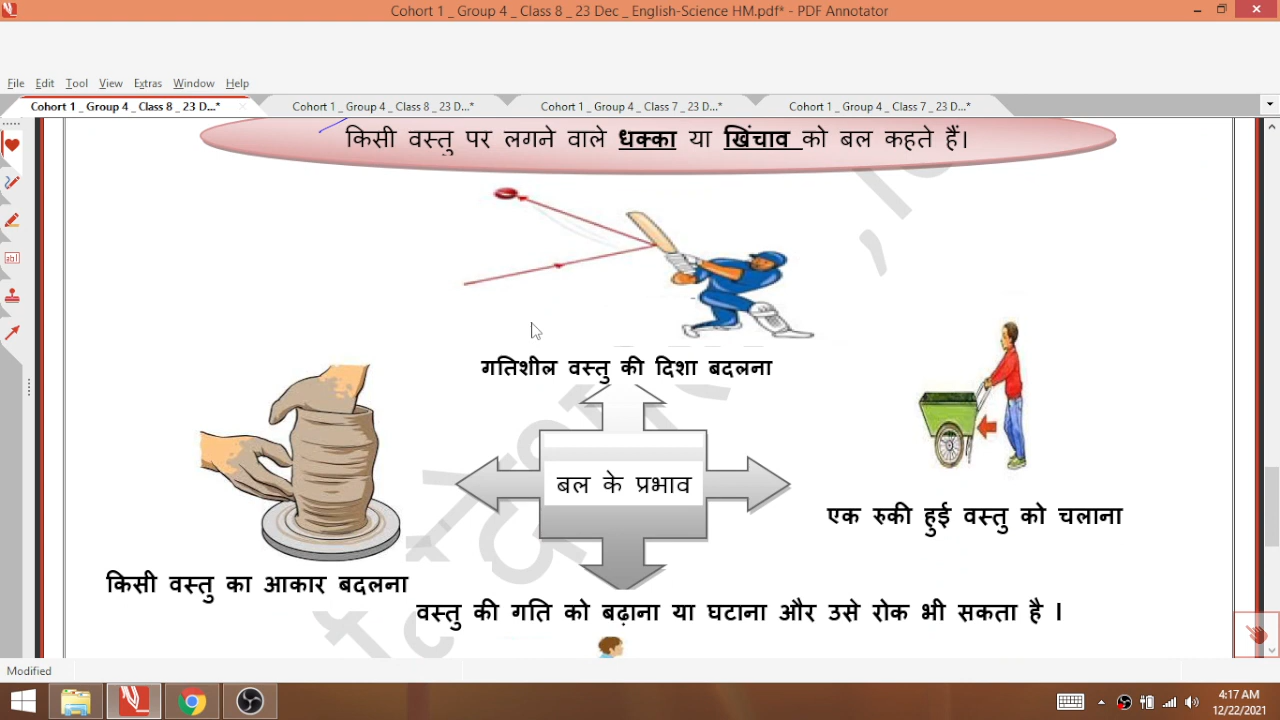 Cohort 1 _ Group 4 _ Class 8 _ 23 Dec _ English-Science HM.pdf* - PDF Annotator
File Edit Tool View Extras Window Help
Cohort 1 _ Group 4 _ Class 8 _ 23 D...* Cohort 1 _ Group 4 _ Class 8 _ 23 D...* Cohort 1 _ Group 4 _ Class 7 _ 23 D...* Cohort 1 _ Group 4 _ Class 7 _ 23 D...*
किसी वस्तु पर लगने वाले धक्का या खिंचाव को बल कहते हैं।
गतिशील वस्तु की दिशा बदलना
बल के प्रभाव
एक रुकी हुई वस्तु को चलाना
किसी वस्तु का आकार बदलना
वस्तु की गति को बढ़ाना या घटाना और उसे रोक भी सकता है ।
Modified
4:17 AM
12/22/2021